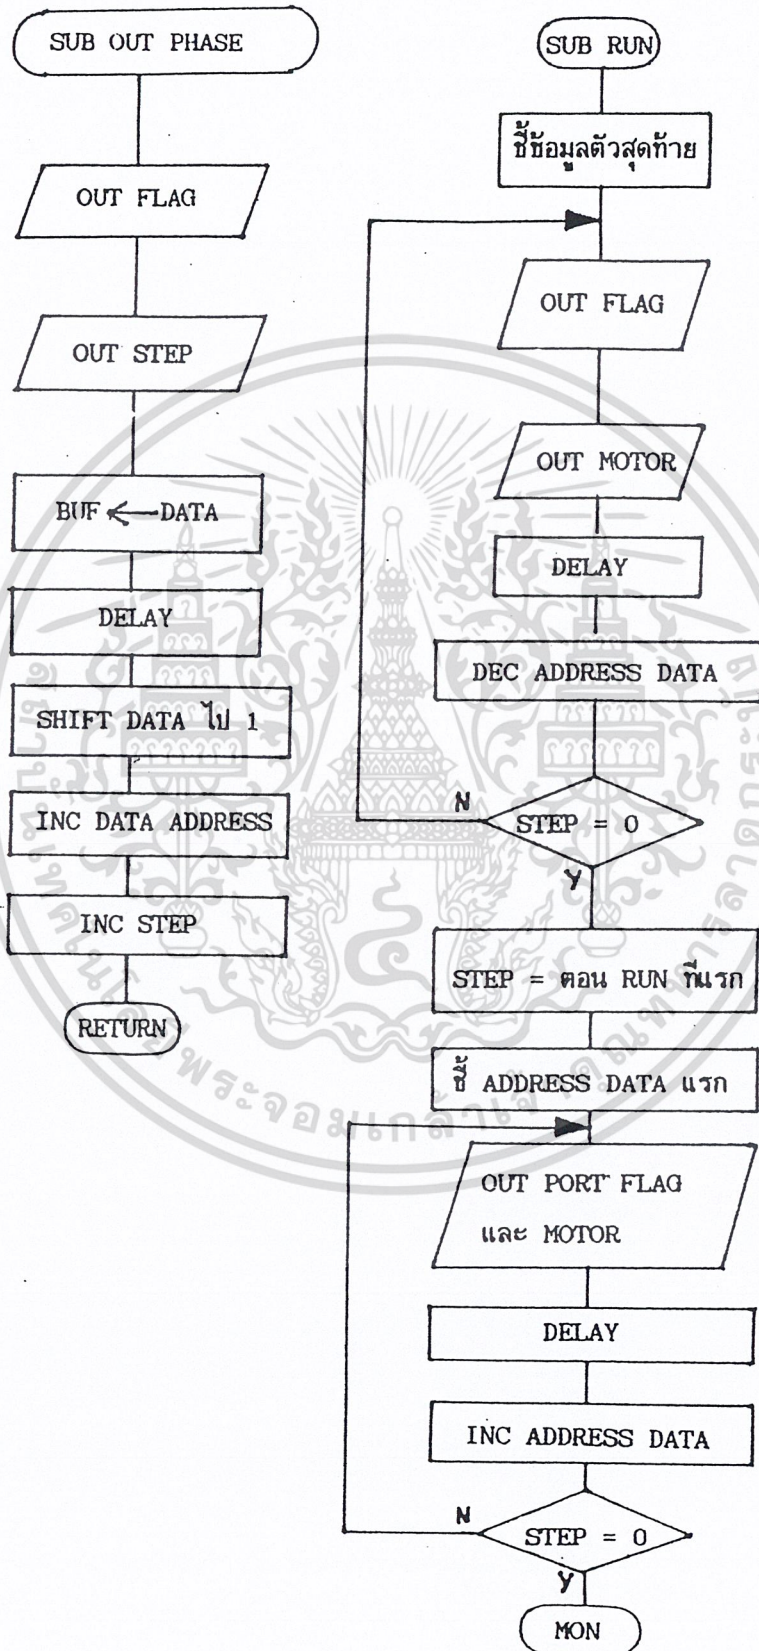 SUB OUT PHASE
OUT FLAG
OUT STEP
BUF ← DATA
DELAY
SHIFT DATA ไป 1
INC DATA ADDRESS
INC STEP
RETURN
SUB RUN
ชี้ข้อมูลตัวสุดท้าย
OUT FLAG
OUT MOTOR
DELAY
DEC ADDRESS DATA
N
STEP = 0
Y
STEP = ตอน RUN ทีแรก
ชี้ ADDRESS DATA แรก
OUT PORT FLAG
และ MOTOR
DELAY
INC ADDRESS DATA
N
STEP = 0
Y
MON